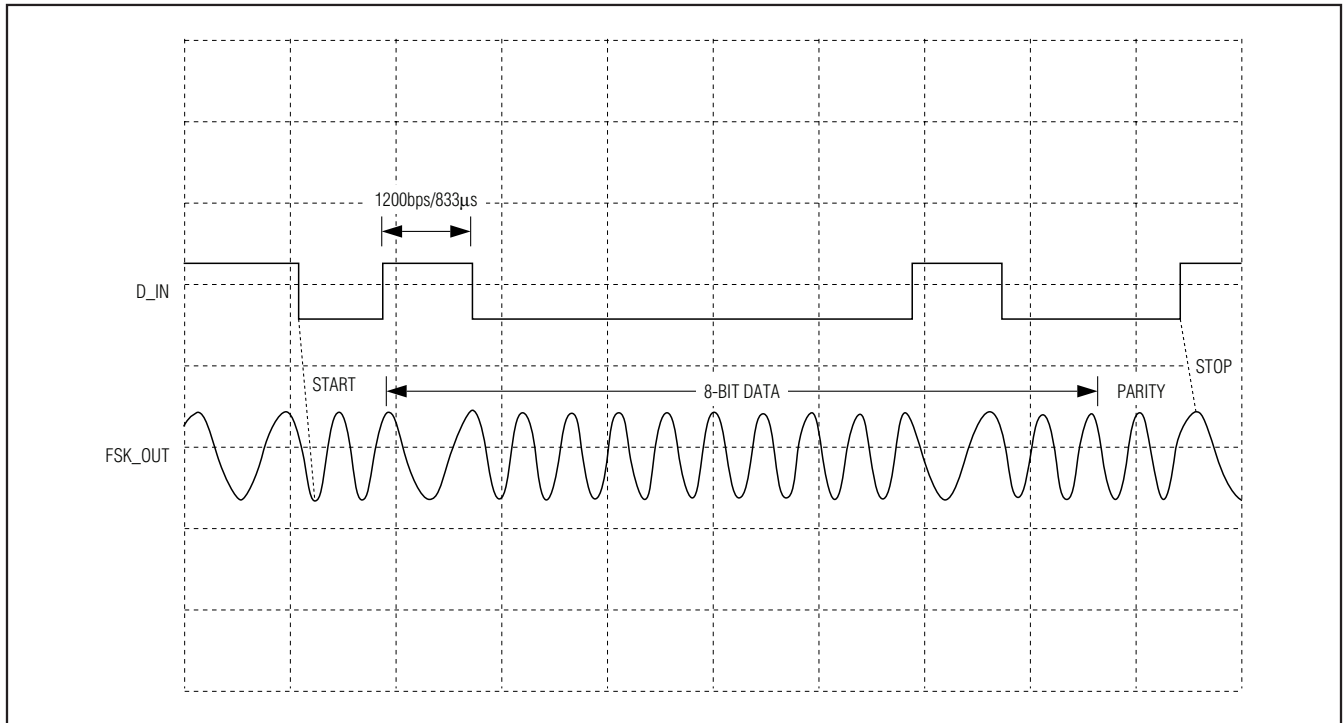 1200bps/833µs
D_IN
START
8-BIT DATA
PARITY
STOP
FSK_OUT